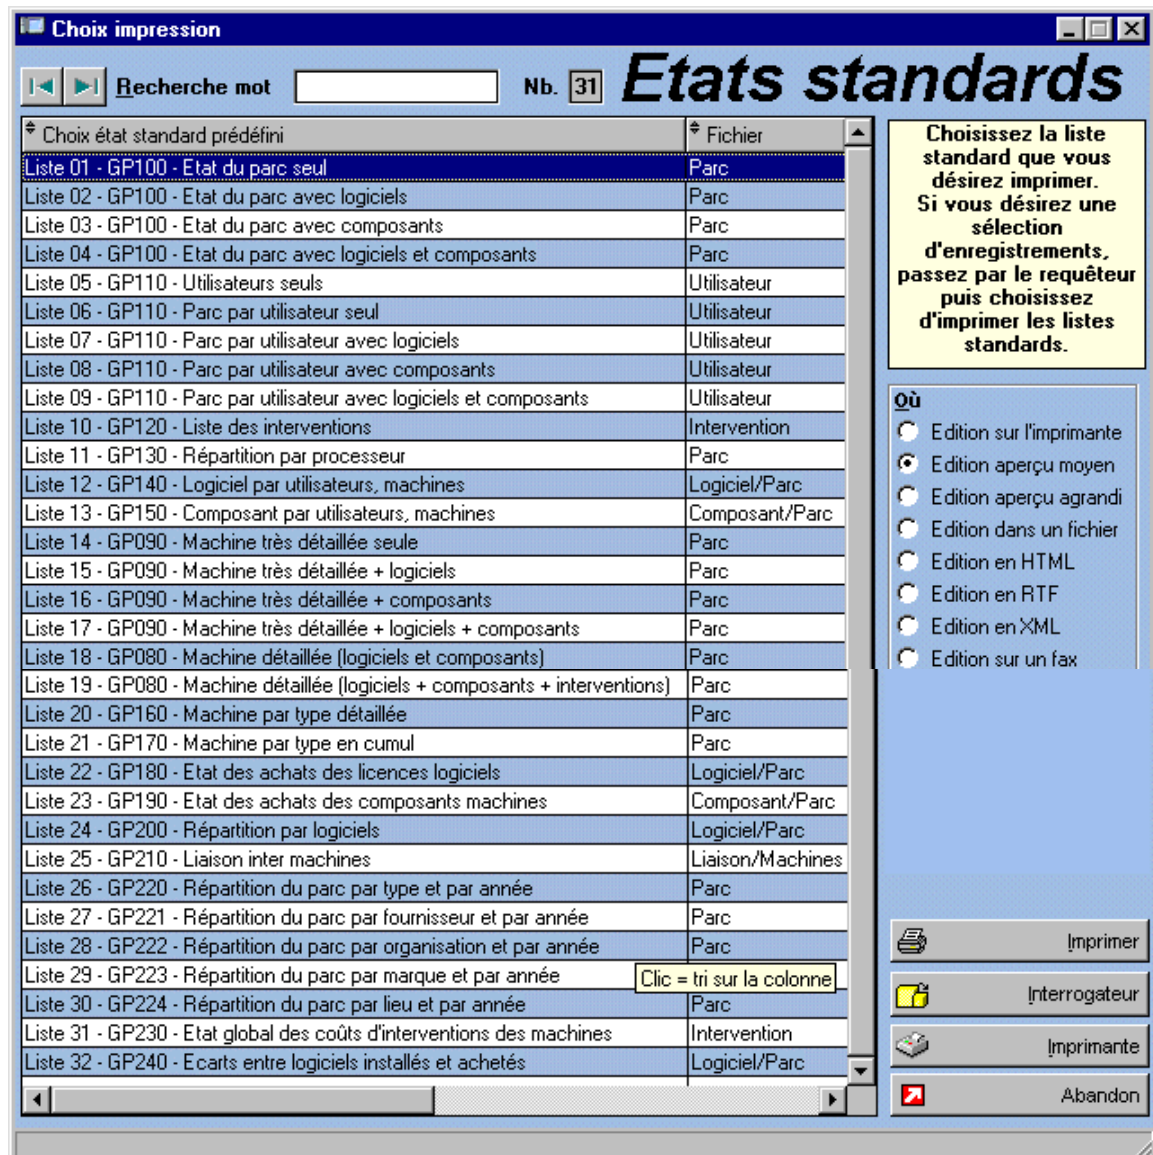 Choix impression
Recherche mot
Nb. 31
Etats standards
Choix état standard prédéfini Fichier
Liste 01 - GP100 - Etat du parc seul Parc
Liste 02 - GP100 - Etat du parc avec logiciels Parc
Liste 03 - GP100 - Etat du parc avec composants Parc
Liste 04 - GP100 - Etat du parc avec logiciels et composants Parc
Liste 05 - GP110 - Utilisateurs seuls Utilisateur
Liste 06 - GP110 - Parc par utilisateur seul Utilisateur
Liste 07 - GP110 - Parc par utilisateur avec logiciels Utilisateur
Liste 08 - GP110 - Parc par utilisateur avec composants Utilisateur
Liste 09 - GP110 - Parc par utilisateur avec logiciels et composants Utilisateur
Liste 10 - GP120 - Liste des interventions Intervention
Liste 11 - GP130 - Répartition par processeur Parc
Liste 12 - GP140 - Logiciel par utilisateurs, machines Logiciel/Parc
Liste 13 - GP150 - Composant par utilisateurs, machines Composant/Parc
Liste 14 - GP090 - Machine très détaillée seule Parc
Liste 15 - GP090 - Machine très détaillée + logiciels Parc
Liste 16 - GP090 - Machine très détaillée + composants Parc
Liste 17 - GP090 - Machine très détaillée + logiciels + composants Parc
Liste 18 - GP080 - Machine détaillée (logiciels et composants) Parc
Liste 19 - GP080 - Machine détaillée (logiciels + composants + interventions) Parc
Liste 20 - GP160 - Machine par type détaillée Parc
Liste 21 - GP170 - Machine par type en cumul Parc
Liste 22 - GP180 - Etat des achats des licences logiciels Logiciel/Parc
Liste 23 - GP190 - Etat des achats des composants machines Composant/Parc
Liste 24 - GP200 - Répartition par logiciels Logiciel/Parc
Liste 25 - GP210 - Liaison inter machines Liaison/Machines
Liste 26 - GP220 - Répartition du parc par type et par année Parc
Liste 27 - GP221 - Répartition du parc par fournisseur et par année Parc
Liste 28 - GP222 - Répartition du parc par organisation et par année Parc
Liste 29 - GP223 - Répartition du parc par marque et par année
Clic = tri sur la colonne
Liste 30 - GP224 - Répartition du parc par lieu et par année Parc
Liste 31 - GP230 - Etat global des coûts d'interventions des machines Intervention
Liste 32 - GP240 - Ecarts entre logiciels installés et achetés Logiciel/Parc
Choisissez la liste
standard que vous
désirez imprimer.
Si vous désirez une
sélection
d'enregistrements,
passez par le requêteur
puis choisissez
d'imprimer les listes
standards.
Où
Edition sur l'imprimante
Edition aperçu moyen
Edition aperçu agrandi
Edition dans un fichier
Edition en HTML
Edition en RTF
Edition en XML
Edition sur un fax
Imprimer
Interrogateur
Imprimante
Abandon